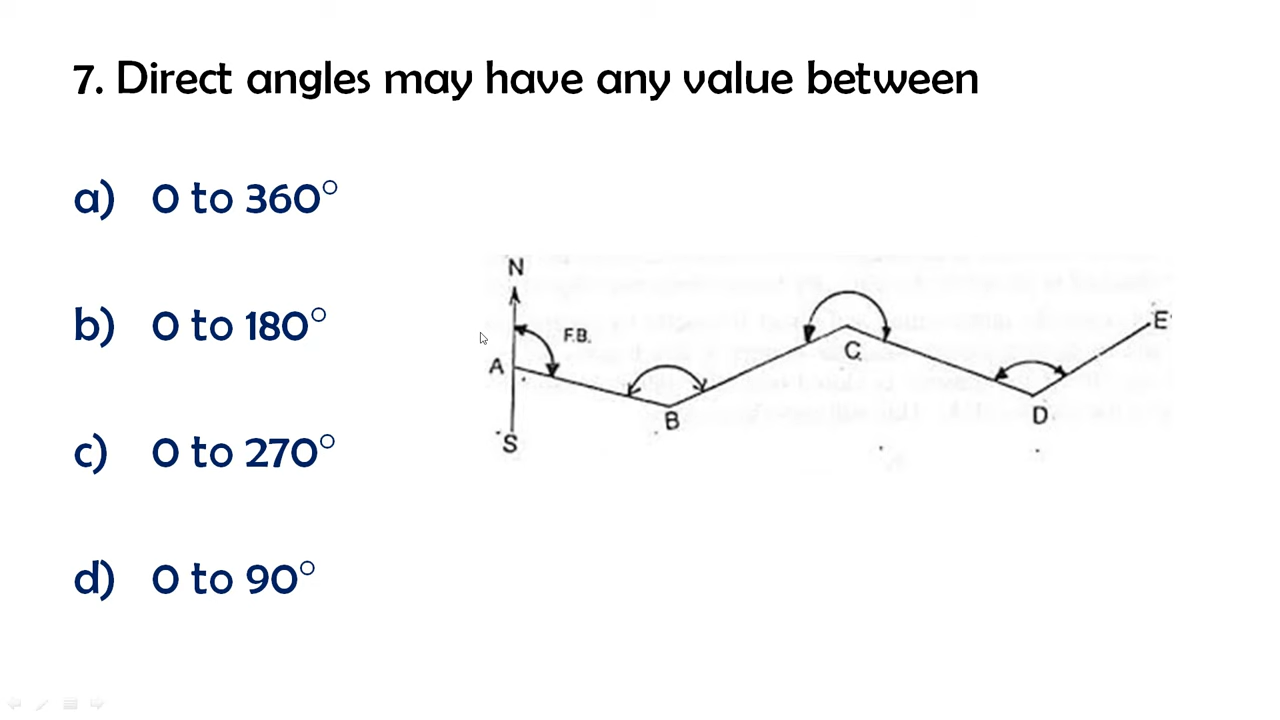 7. Direct angles may have any value between
a) 0 to 360°
b) 0 to 180°
c) 0 to 270°
d) 0 to 90°
N
F.B.
A
S
B
C
D
E